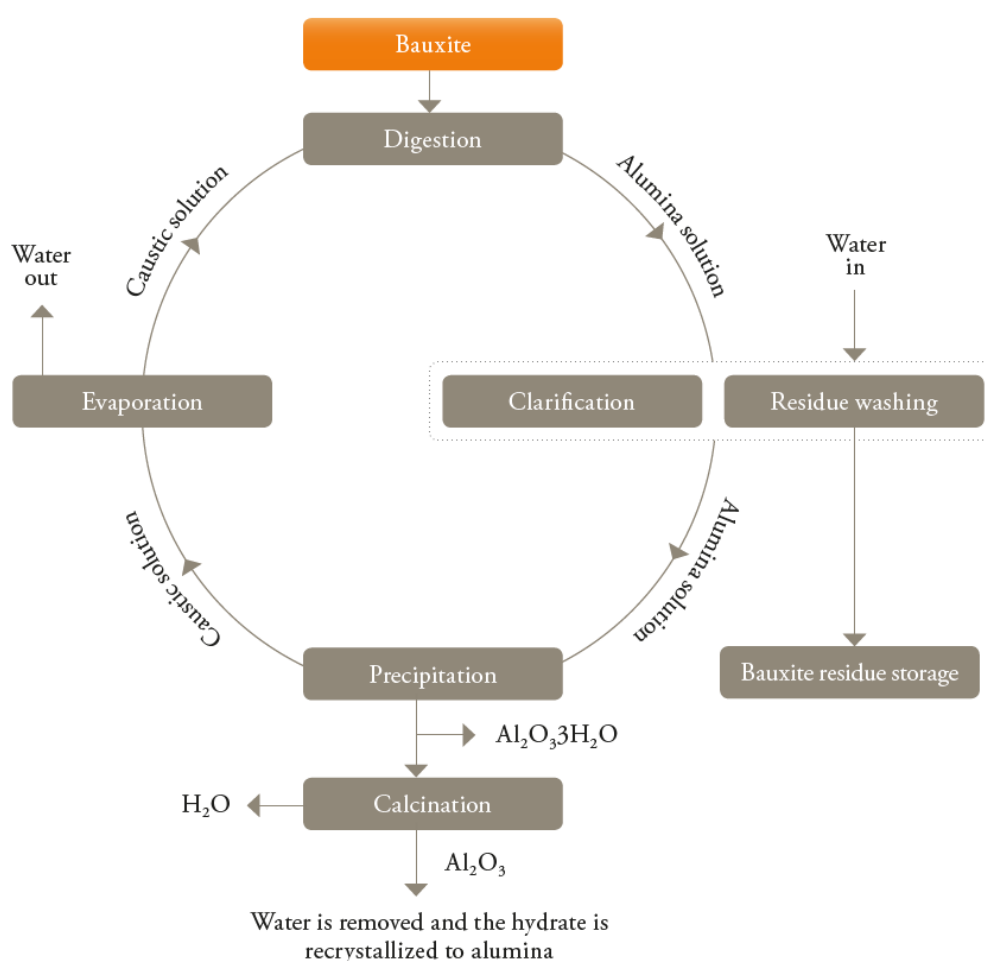 Bauxite
Digestion
Caustic solution
Alumina solution
Water
out
Water
in
Evaporation
Clarification
Residue washing
Caustic solution
Alumina solution
Precipitation
Bauxite residue storage
Al₂O₃3H₂O
H₂O
Calcination
Al₂O₃
Water is removed and the hydrate is
recrystallized to alumina